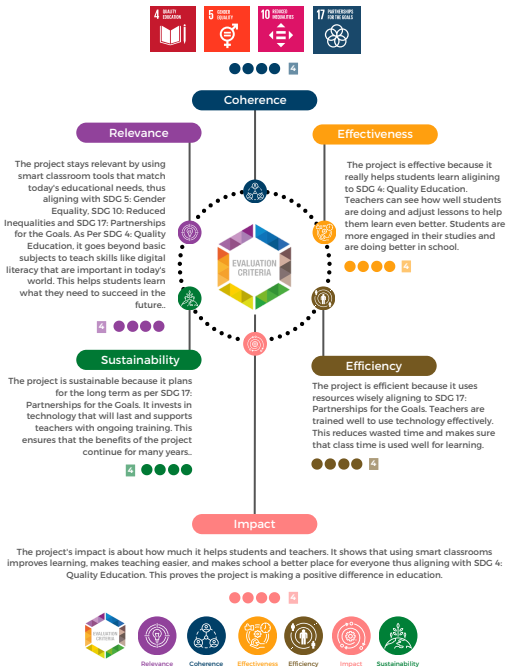 4 QUALITY EDUCATION
5 GENDER EQUALITY
10 REDUCED INEQUALITIES
17 PARTNERSHIPS FOR THE GOALS
4
Coherence
Relevance
The project stays relevant by using
smart classroom tools that match
today's educational needs, thus
aligning with SDG 5: Gender
Equality, SDG 10: Reduced
Inequalities and SDG 17: Partnerships
for the Goals. As Per SDG 4: Quality
Education, it goes beyond basic
subjects to teach skills like digital
literacy that are important in today's
world. This helps students learn
what they need to succeed in the
future..
4
Effectiveness
The project is effective because it
really helps students learn aligining
to SDG 4: Quality Education.
Teachers can see how well students
are doing and adjust lessons to help
them learn even better. Students are
more engaged in their studies and
are doing better in school.
4
EVALUATION
CRITERIA
Sustainability
The project is sustainable because it plans
for the long term as per SDG 17:
Partnerships for the Goals. It invests in
technology that will last and supports
teachers with ongoing training. This
ensures that the benefits of the project
continue for many years..
4
Efficiency
The project is efficient because it uses
resources wisely aligning to SDG 17:
Partnerships for the Goals. Teachers are
trained well to use technology effectively.
This reduces wasted time and makes sure
that class time is used well for learning.
4
Impact
The project's impact is about how much it helps students and teachers. It shows that using smart classrooms
improves learning, makes teaching easier, and makes school a better place for everyone thus aligning with SDG 4:
Quality Education. This proves the project is making a positive difference in education.
4
EVALUATION
CRITERIA
Relevance
Coherence
Effectiveness
Efficiency
Impact
Sustainability